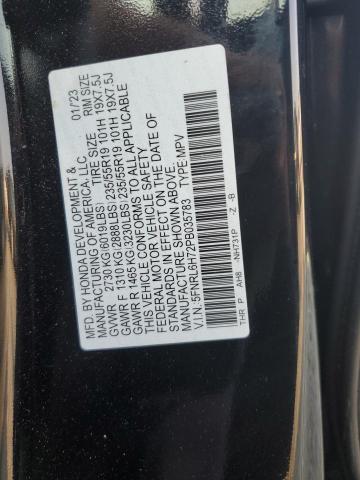 MFD. BY HONDA DEVELOPMENT & 01/23
MANUFACTURING OF AMERICA, LLC. TIRE SIZE RIM SIZE
GVWR 2730 KG(6019LBS)
GAWR F 1310 KG(2888LBS)235/55R19 101H 19X7.5J
GAWR R 1465 KG(3230LBS)235/55R19 101H 19X7.5J
THIS VEHICLE CONFORMS TO ALL APPLICABLE
FEDERAL MOTOR VEHICLE SAFETY
STANDARDS IN EFFECT ON THE DATE OF
MANUFACTURE SHOWN ABOVE.
V.I.N. 5FNRL6H72PB035783 TYPE:MPV
THR P AH8 -NH731P -Z -B